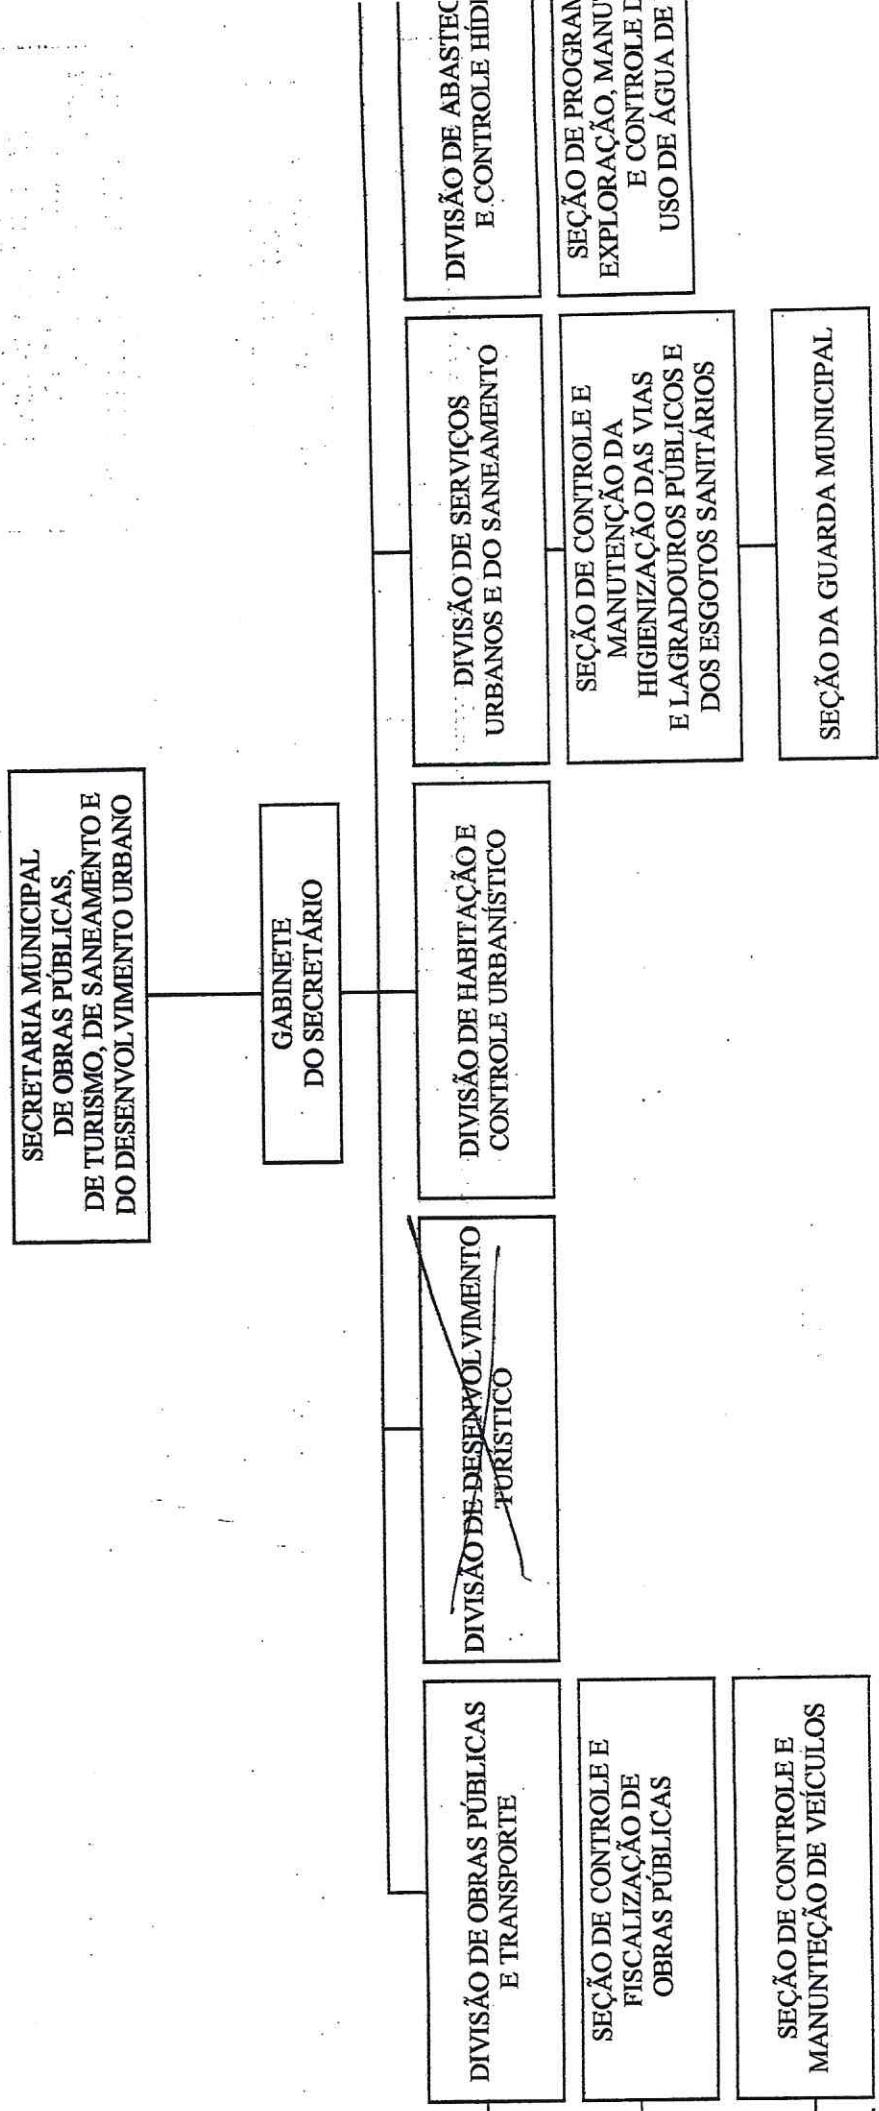 SECRETARIA MUNICIPAL
DE OBRAS PÚBLICAS,
DE TURISMO, DE SANEAMENTO E
DO DESENVOLVIMENTO URBANO
GABINETE
DO SECRETÁRIO
DIVISÃO DE OBRAS PÚBLICAS
E TRANSPORTE
SEÇÃO DE CONTROLE E
FISCALIZAÇÃO DE
OBRAS PÚBLICAS
SEÇÃO DE CONTROLE E
MANUNTEÇÃO DE VEÍCULOS
DIVISÃO DE DESENVOLVIMENTO
TURÍSTICO
DIVISÃO DE HABITAÇÃO E
CONTROLE URBANÍSTICO
DIVISÃO DE SERVIÇOS
URBANOS E DO SANEAMENTO
SEÇÃO DE CONTROLE E
MANUTENÇÃO DA
HIGIENIZAÇÃO DAS VIAS
E LAGRADOUROS PÚBLICOS E
DOS ESGOTOS SANITÁRIOS
SEÇÃO DA GUARDA MUNICIPAL
DIVISÃO DE ABASTEC
E CONTROLE HÍD
SEÇÃO DE PROGRAM
EXPLORAÇÃO, MANUT
E CONTROLE D
USO DE ÁGUA DE